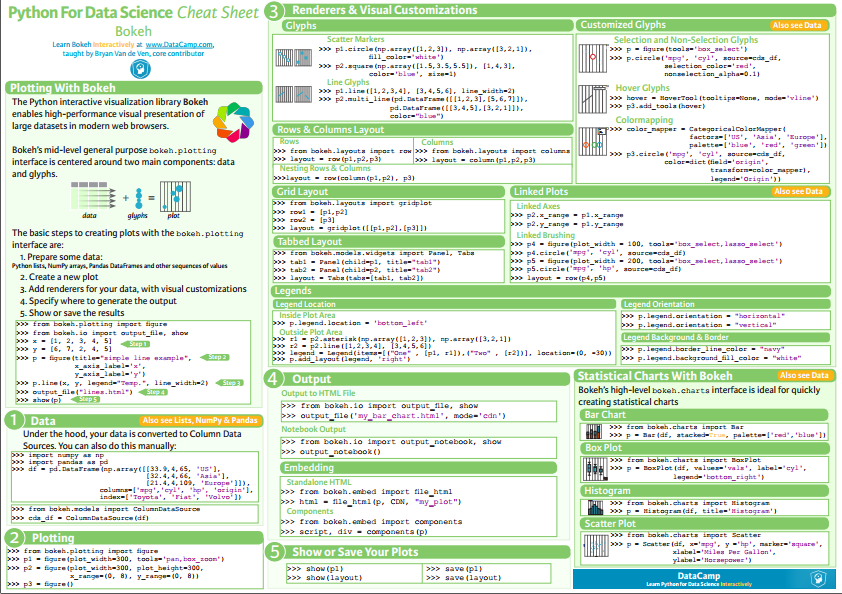 Python For Data Science Cheat Sheet
Bokeh
Learn Bokeh Interactively at www.DataCamp.com,
taught by Bryan Van de Ven, core contributor
Plotting With Bokeh
The Python interactive visualization library Bokeh
enables high-performance visual presentation of
large datasets in modern web browsers.
Bokeh's mid-level general purpose bokeh.plotting
interface is centered around two main components: data
and glyphs.
+ =
data glyphs plot
The basic steps to creating plots with the bokeh.plotting
interface are:
1. Prepare some data:
Python lists, NumPy arrays, Pandas DataFrames and other sequences of values
2. Create a new plot
3. Add renderers for your data, with visual customizations
4. Specify where to generate the output
5. Show or save the results
>>> from bokeh.plotting import figure
>>> from bokeh.io import output_file, show
>>> x = [1, 2, 3, 4, 5] Step 1
>>> y = [6, 7, 2, 4, 5]
>>> p = figure(title="simple line example", Step 2
x_axis_label='x',
y_axis_label='y')
>>> p.line(x, y, legend="Temp.", line_width=2) Step 3
>>> output_file("lines.html") Step 4
>>> show(p) Step 5
1 Data Also see Lists, NumPy & Pandas
Under the hood, your data is converted to Column Data
Sources. You can also do this manually:
>>> import numpy as np
>>> import pandas as pd
>>> df = pd.DataFrame(np.array([[33.9,4,65, 'US'],
[32.4,4,66, 'Asia'],
[21.4,4,109, 'Europe']]),
columns=['mpg','cyl', 'hp', 'origin'],
index=['Toyota', 'Fiat', 'Volvo'])
>>> from bokeh.models import ColumnDataSource
>>> cds_df = ColumnDataSource(df)
2 Plotting
>>> from bokeh.plotting import figure
>>> p1 = figure(plot_width=300, tools='pan,box_zoom')
>>> p2 = figure(plot_width=300, plot_height=300,
x_range=(0, 8), y_range=(0, 8))
>>> p3 = figure()
3 Renderers & Visual Customizations
Glyphs
Scatter Markers
>>> p1.circle(np.array([1,2,3]), np.array([3,2,1]),
fill_color='white')
>>> p2.square(np.array([1.5,3.5,5.5]), [1,4,3],
color='blue', size=1)
Line Glyphs
>>> p1.line([1,2,3,4], [3,4,5,6], line_width=2)
>>> p2.multi_line(pd.DataFrame([[1,2,3],[5,6,7]]),
pd.DataFrame([[3,4,5],[3,2,1]]),
color="blue")
Rows & Columns Layout
Rows
>>> from bokeh.layouts import row
>>> layout = row(p1,p2,p3)
Columns
>>> from bokeh.layouts import columns
>>> layout = column(p1,p2,p3)
Nesting Rows & Columns
>>>layout = row(column(p1,p2), p3)
Grid Layout
>>> from bokeh.layouts import gridplot
>>> row1 = [p1,p2]
>>> row2 = [p3]
>>> layout = gridplot([[p1,p2],[p3]])
Tabbed Layout
>>> from bokeh.models.widgets import Panel, Tabs
>>> tab1 = Panel(child=p1, title="tab1")
>>> tab2 = Panel(child=p2, title="tab2")
>>> layout = Tabs(tabs=[tab1, tab2])
Customized Glyphs Also see Data
Selection and Non-Selection Glyphs
>>> p = figure(tools='box_select')
>>> p.circle('mpg', 'cyl', source=cds_df,
selection_color='red',
nonselection_alpha=0.1)
Hover Glyphs
>>> hover = HoverTool(tooltips=None, mode='vline')
>>> p3.add_tools(hover)
Colormapping
>>> color_mapper = CategoricalColorMapper(
factors=['US', 'Asia', 'Europe'],
palette=['blue', 'red', 'green'])
>>> p3.circle('mpg', 'cyl', source=cds_df,
color=dict(field='origin',
transform=color_mapper),
legend='Origin'))
Linked Plots Also see Data
Linked Axes
>>> p2.x_range = p1.x_range
>>> p2.y_range = p1.y_range
Linked Brushing
>>> p4 = figure(plot_width = 100, tools='box_select,lasso_select')
>>> p4.circle('mpg', 'cyl', source=cds_df)
>>> p5 = figure(plot_width = 200, tools='box_select,lasso_select')
>>> p5.circle('mpg', 'hp', source=cds_df)
>>> layout = row(p4,p5)
Legends
Legend Location
Inside Plot Area
>>> p.legend.location = 'bottom_left'
Outside Plot Area
>>> r1 = p2.asterisk(np.array([1,2,3]), np.array([3,2,1])
>>> r2 = p2.line([1,2,3,4], [3,4,5,6])
>>> legend = Legend(items=[("One" , [p1, r1]),("Two" , [r2])], location=(0, -30))
>>> p.add_layout(legend, 'right')
Legend Orientation
>>> p.legend.orientation = "horizontal"
>>> p.legend.orientation = "vertical"
Legend Background & Border
>>> p.legend.border_line_color = "navy"
>>> p.legend.background_fill_color = "white"
4 Output
Output to HTML File
>>> from bokeh.io import output_file, show
>>> output_file('my_bar_chart.html', mode='cdn')
Notebook Output
>>> from bokeh.io import output_notebook, show
>>> output_notebook()
Embedding
Standalone HTML
>>> from bokeh.embed import file_html
>>> html = file_html(p, CDN, "my_plot")
Components
>>> from bokeh.embed import components
>>> script, div = components(p)
5 Show or Save Your Plots
>>> show(p1) >>> save(p1)
>>> show(layout) >>> save(layout)
Statistical Charts With Bokeh Also see Data
Bokeh's high-level bokeh.charts interface is ideal for quickly
creating statistical charts
Bar Chart
>>> from bokeh.charts import Bar
>>> p = Bar(df, stacked=True, palette=['red','blue'])
Box Plot
>>> from bokeh.charts import BoxPlot
>>> p = BoxPlot(df, values='vals', label='cyl',
legend='bottom_right')
Histogram
>>> from bokeh.charts import Histogram
>>> p = Histogram(df, title='Histogram')
Scatter Plot
>>> from bokeh.charts import Scatter
>>> p = Scatter(df, x='mpg', y ='hp', marker='square',
xlabel='Miles Per Gallon',
ylabel='Horsepower')
DataCamp
Learn Python for Data Science Interactively